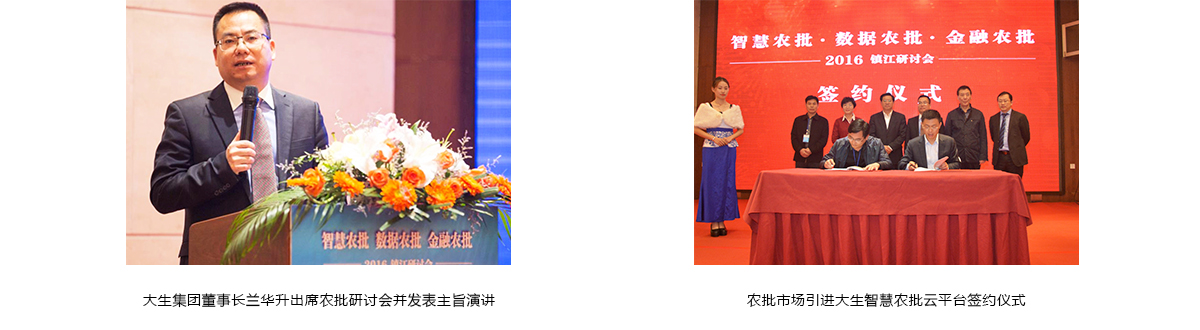 智慧农批 数据农批 金融农批
2016 镇江研讨会
大生集团董事长兰华升出席农批研讨会并发表主旨演讲
智慧农批·数据农批·金融农批
2016 镇江研讨会
签约仪式
农批市场引进大生智慧农批云平台签约仪式